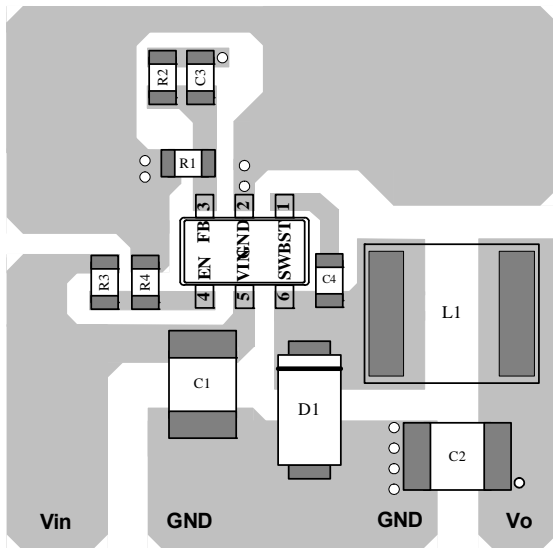 R2 C3
R1
3 2 1
FB GND BST
EN VIN SW
4 5 6
R3 R4
C4
L1
C1
D1
C2
Vin GND GND Vo